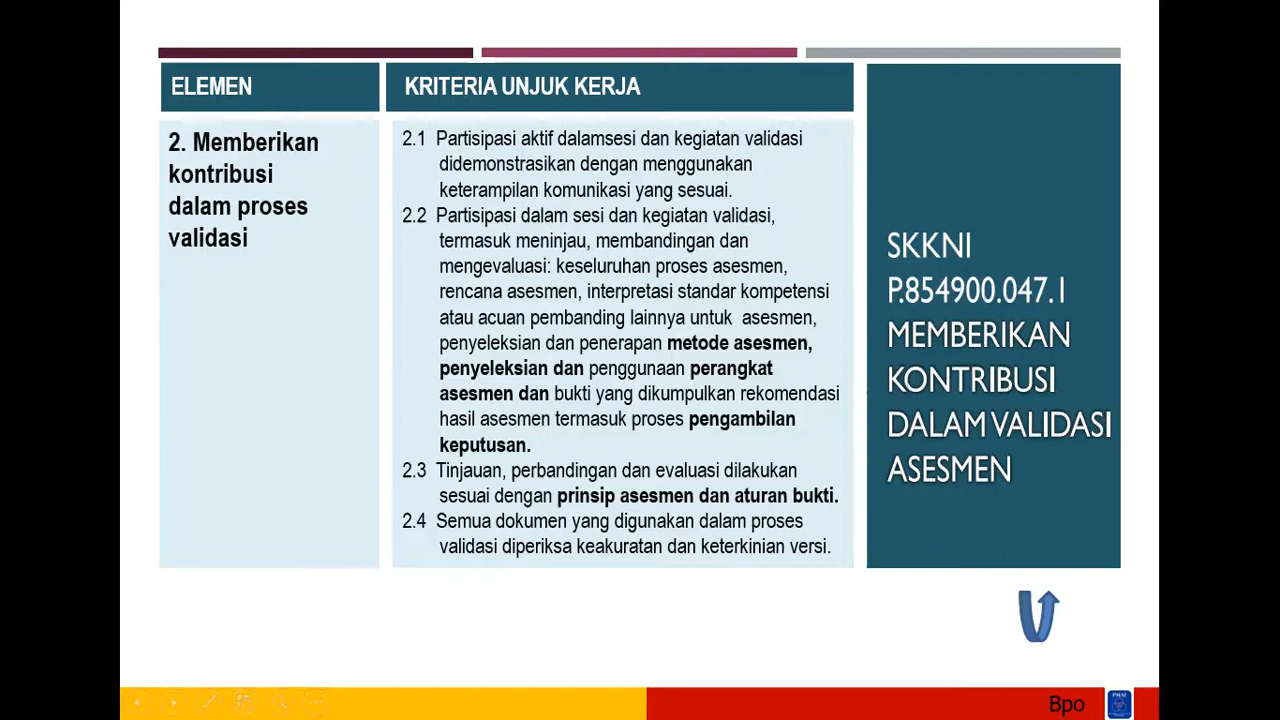 ELEMEN
KRITERIA UNJUK KERJA
2. Memberikan
kontribusi
dalam proses
validasi
2.1 Partisipasi aktif dalamsesi dan kegiatan validasi
didemonstrasikan dengan menggunakan
keterampilan komunikasi yang sesuai.
2.2 Partisipasi dalam sesi dan kegiatan validasi,
termasuk meninjau, membandingan dan
mengevaluasi: keseluruhan proses asesmen,
rencana asesmen, interpretasi standar kompetensi
atau acuan pembanding lainnya untuk asesmen,
penyeleksian dan penerapan metode asesmen,
penyeleksian dan penggunaan perangkat
asesmen dan bukti yang dikumpulkan rekomendasi
hasil asesmen termasuk proses pengambilan
keputusan.
2.3 Tinjauan, perbandingan dan evaluasi dilakukan
sesuai dengan prinsip asesmen dan aturan bukti.
2.4 Semua dokumen yang digunakan dalam proses
validasi diperiksa keakuratan dan keterkinian versi.
SKKNI
P.854900.047.1
MEMBERIKAN
KONTRIBUSI
DALAM VALIDASI
ASESMEN
Bpo